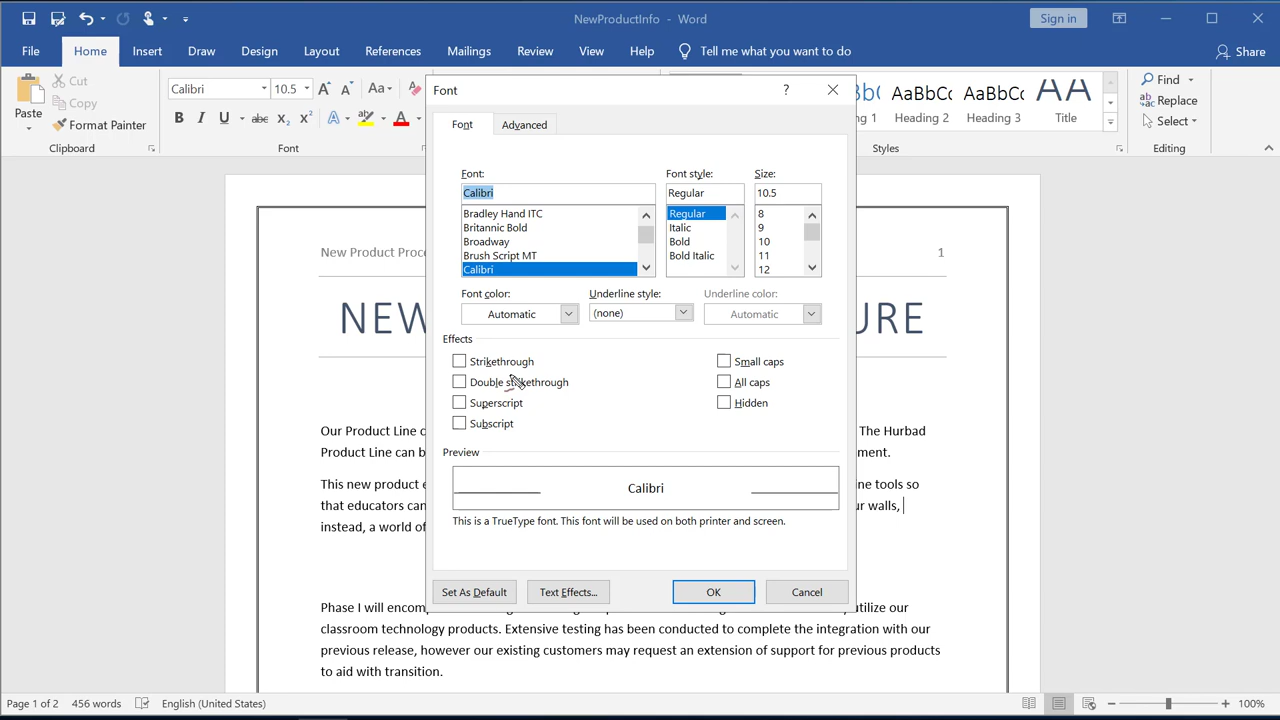 NewProductInfo - Word
Sign in
File Home Insert Draw Design Layout References Mailings Review View Help Tell me what you want to do Share
Paste
Cut
Copy
Format Painter
Clipboard
Calibri 10.5 Aa
B I U abc X₂ X² A A
Font
Font ? 
Font Advanced
Font: Font style: Size:
Calibri Regular 10.5
Bradley Hand ITC Regular 8
Britannic Bold Italic 9
Broadway Bold 10
Brush Script MT Bold Italic 11
Calibri 12
Font color: Underline style: Underline color:
Automatic (none) Automatic
Effects
Strikethrough Small caps
Double strikethrough All caps
Superscript Hidden
Subscript
Preview
Calibri
This is a TrueType font. This font will be used on both printer and screen.
Set As Default Text Effects... OK Cancel
AaBbCc AaBbCc AA
g 1 Heading 2 Heading 3 Title
Styles
Find
Replace
Select
Editing
New Product Proce 1
NEW URE
Our Product Line c The Hurbad
Product Line can b ment.
This new product e ne tools so
that educators can ur walls,
instead, a world of
Phase I will encomp utilize our
classroom technology products. Extensive testing has been conducted to complete the integration with our
previous release, however our existing customers may request an extension of support for previous products
to aid with transition.
Page 1 of 2 456 words English (United States) 100%